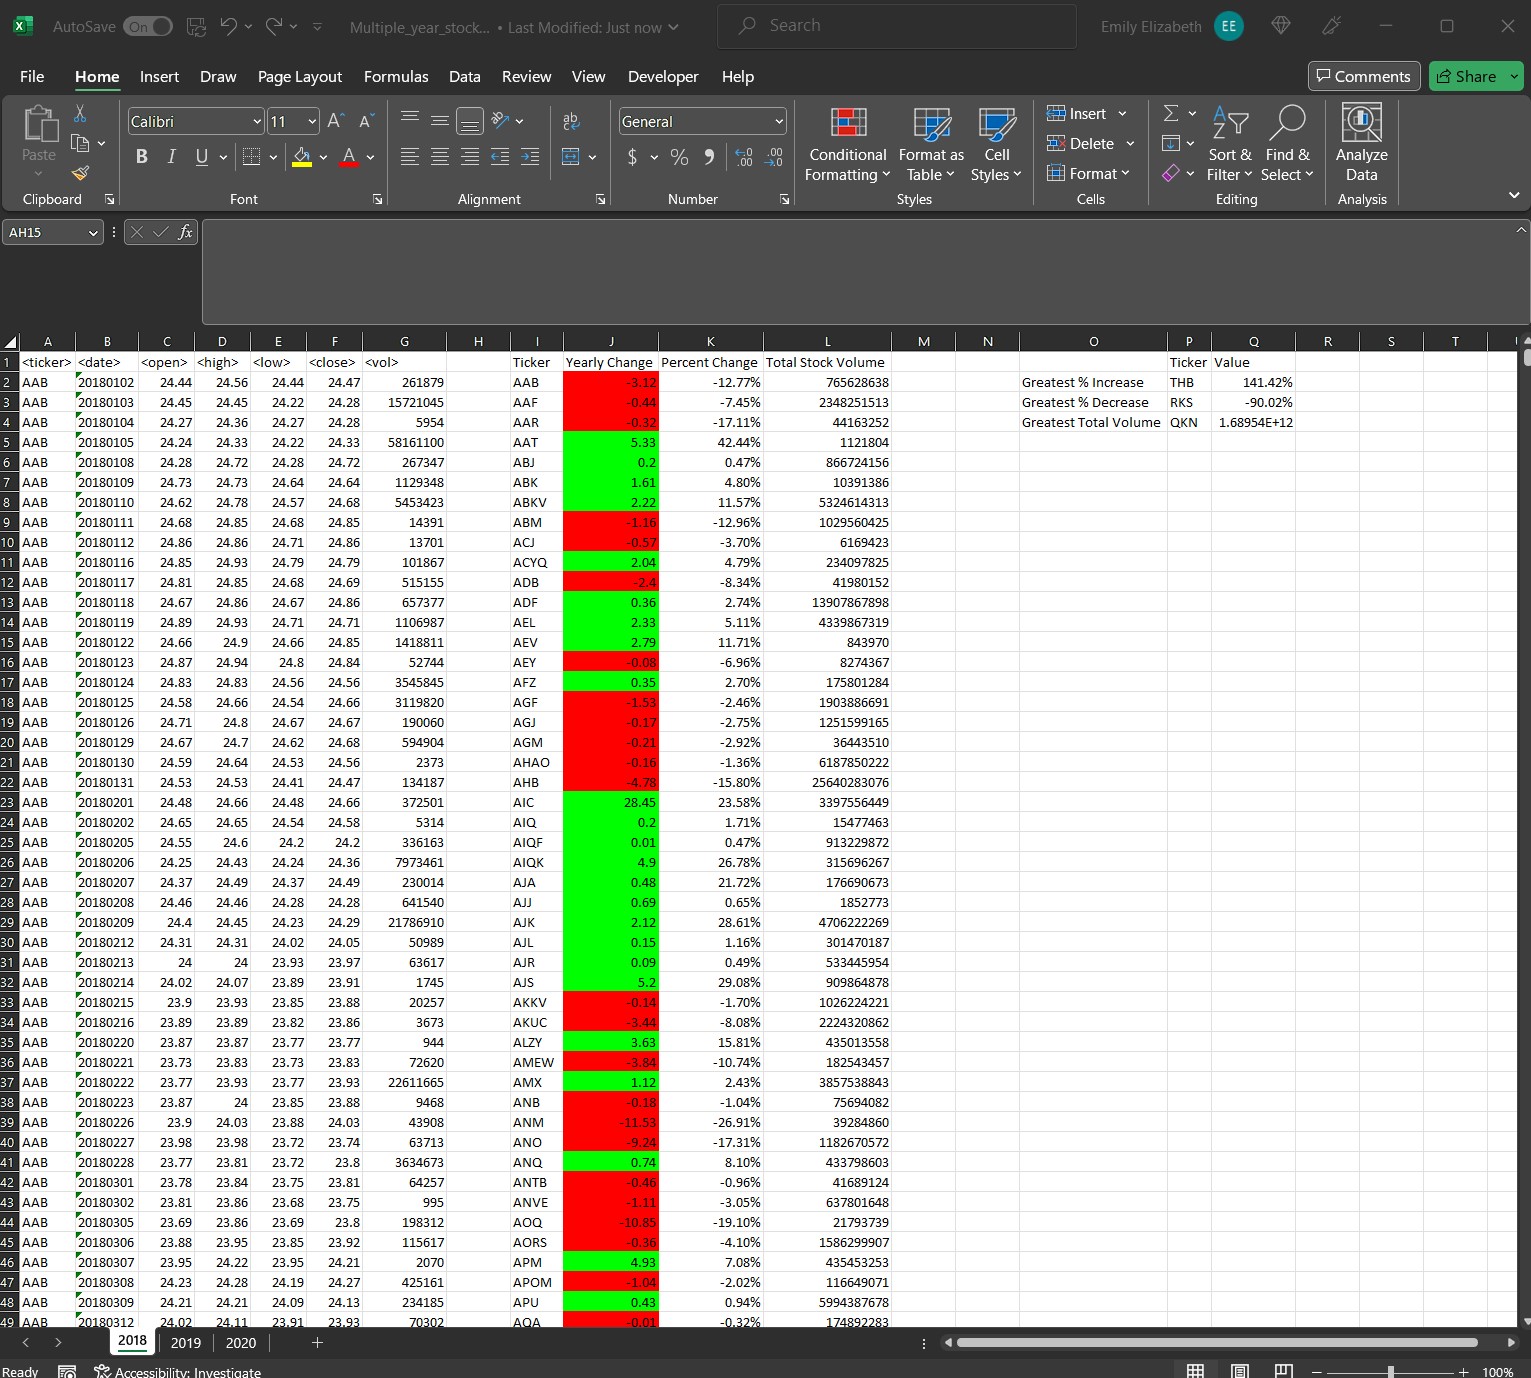 AutoSave On Multiple_year_stock... • Last Modified: Just now Search Emily Elizabeth EE
File Home Insert Draw Page Layout Formulas Data Review View Developer Help Comments Share
Calibri 11 General Insert
Paste B I U $ % Conditional Formatting Format as Table Cell Styles Delete Sort & Filter Find & Select Analyze Data
Format
Clipboard Font Alignment Number Styles Cells Editing Analysis
AH15 fx
A B C D E F G H I J K L M N O P Q R S T
1 <ticker> <date> <open> <high> <low> <close> <vol> Ticker Yearly Change Percent Change Total Stock Volume Ticker Value
2 AAB 20180102 24.44 24.56 24.44 24.47 261879 AAB -3.12 -12.77% 765628638 Greatest % Increase THB 141.42%
3 AAB 20180103 24.45 24.45 24.22 24.28 15721045 AAF -0.44 -7.45% 2348251513 Greatest % Decrease RKS -90.02%
4 AAB 20180104 24.27 24.36 24.27 24.28 5954 AAR -0.32 -17.11% 44163252 Greatest Total Volume QKN 1.68954E+12
5 AAB 20180105 24.24 24.33 24.22 24.33 58161100 AAT 5.33 42.44% 1121804
6 AAB 20180108 24.28 24.72 24.28 24.72 267347 ABJ 0.2 0.47% 866724156
7 AAB 20180109 24.73 24.73 24.64 24.64 1129348 ABK 1.61 4.80% 10391386
8 AAB 20180110 24.62 24.78 24.57 24.68 5453423 ABKV 2.22 11.57% 5324614313
9 AAB 20180111 24.68 24.85 24.68 24.85 14391 ABM -1.16 -12.96% 1029560425
10 AAB 20180112 24.86 24.86 24.71 24.86 13701 ACJ -0.57 -3.70% 6169423
11 AAB 20180116 24.85 24.93 24.79 24.79 101867 ACYQ 2.04 4.79% 234097825
12 AAB 20180117 24.81 24.85 24.68 24.69 515155 ADB -2.4 -8.34% 41980152
13 AAB 20180118 24.67 24.86 24.67 24.86 657377 ADF 0.36 2.74% 13907867898
14 AAB 20180119 24.89 24.93 24.71 24.71 1106987 AEL 2.33 5.11% 4339867319
15 AAB 20180122 24.66 24.9 24.66 24.85 1418811 AEV 2.79 11.71% 843970
16 AAB 20180123 24.87 24.94 24.8 24.84 52744 AEY -0.08 -6.96% 8274367
17 AAB 20180124 24.83 24.83 24.56 24.56 3545845 AFZ 0.35 2.70% 175801284
18 AAB 20180125 24.58 24.66 24.54 24.66 3119820 AGF -1.53 -2.46% 1903886691
19 AAB 20180126 24.71 24.8 24.67 24.67 190060 AGJ -0.17 -2.75% 1251599165
20 AAB 20180129 24.67 24.7 24.62 24.68 594904 AGM -0.21 -2.92% 36443510
21 AAB 20180130 24.59 24.64 24.53 24.56 2373 AHAO -0.16 -1.36% 6187850222
22 AAB 20180131 24.53 24.53 24.41 24.47 134187 AHB -4.78 -15.80% 25640283076
23 AAB 20180201 24.48 24.66 24.48 24.66 372501 AIC 28.45 23.58% 3397556449
24 AAB 20180202 24.65 24.65 24.54 24.58 5314 AIQ 0.2 1.71% 15477463
25 AAB 20180205 24.55 24.6 24.2 24.2 336163 AIQF 0.01 0.47% 913229872
26 AAB 20180206 24.25 24.43 24.24 24.36 7973461 AIQK 4.9 26.78% 315696267
27 AAB 20180207 24.37 24.49 24.37 24.49 230014 AJA 0.48 21.72% 176690673
28 AAB 20180208 24.46 24.46 24.28 24.28 641540 AJJ 0.69 0.65% 1852773
29 AAB 20180209 24.4 24.45 24.23 24.29 21786910 AJK 2.12 28.61% 4706222269
30 AAB 20180212 24.31 24.31 24.02 24.05 50989 AJL 0.15 1.16% 301470187
31 AAB 20180213 24 24 23.93 23.97 63617 AJR 0.09 0.49% 533445954
32 AAB 20180214 24.02 24.07 23.89 23.91 1745 AJS 5.2 29.08% 909864878
33 AAB 20180215 23.9 23.93 23.85 23.88 20257 AKKV -0.14 -1.70% 1026224221
34 AAB 20180216 23.89 23.89 23.82 23.86 3673 AKUC -3.44 -8.08% 2224320862
35 AAB 20180220 23.87 23.87 23.77 23.77 944 ALZY 3.63 15.81% 435013558
36 AAB 20180221 23.73 23.83 23.73 23.83 72620 AMEW -3.84 -10.74% 182543457
37 AAB 20180222 23.77 23.93 23.77 23.93 22611665 AMX 1.12 2.43% 3857538843
38 AAB 20180223 23.87 24 23.85 23.88 9468 ANB -0.18 -1.04% 75694082
39 AAB 20180226 23.9 24.03 23.88 24.03 43908 ANM -11.53 -26.91% 39284860
40 AAB 20180227 23.98 23.98 23.72 23.74 63713 ANO -9.24 -17.31% 1182670572
41 AAB 20180228 23.77 23.81 23.72 23.8 3634673 ANQ 0.74 8.10% 433798603
42 AAB 20180301 23.78 23.84 23.75 23.81 64257 ANTB -0.46 -0.96% 41689124
43 AAB 20180302 23.81 23.86 23.68 23.75 995 ANVE -1.11 -3.05% 637801648
44 AAB 20180305 23.69 23.86 23.69 23.8 198312 AOQ -10.85 -19.10% 21793739
45 AAB 20180306 23.88 23.95 23.85 23.92 115617 AORS -0.36 -4.10% 1586299907
46 AAB 20180307 23.95 24.22 23.95 24.21 2070 APM 4.93 7.08% 435453253
47 AAB 20180308 24.23 24.28 24.19 24.27 425161 APOM -1.04 -2.02% 116649071
48 AAB 20180309 24.21 24.21 24.09 24.13 234185 APU 0.43 0.94% 5994387678
49 AAB 20180312 24.02 24.11 23.91 23.93 70302 AQA -0.01 -0.32% 174892283
2018 2019 2020
Ready Accessibility: Investigate 100%